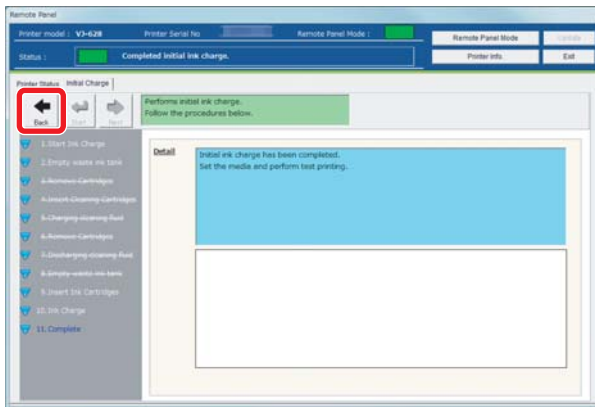 Remote Panel
Printer model : VJ-628 Printer Serial No Remote Panel Mode :
Remote Panel Mode Update
Status : Completed initial ink charge.
Printer Info. Exit
Printer Status Initial Charge
Back Start Next
Performs initial ink charge.
Follow the procedures below.
1.Start Ink Charge
2.Empty waste ink tank
3.Remove Cartridges
4.Insert Cleaning Cartridges
5.Charging cleaning fluid
6.Remove Cartridges
7.Discharging cleaning fluid
8.Empty waste ink tank
9.Insert Ink Cartridges
10.Ink Charge
11.Complete
Detail
Initial ink charge has been completed.
Set the media and perform test printing.